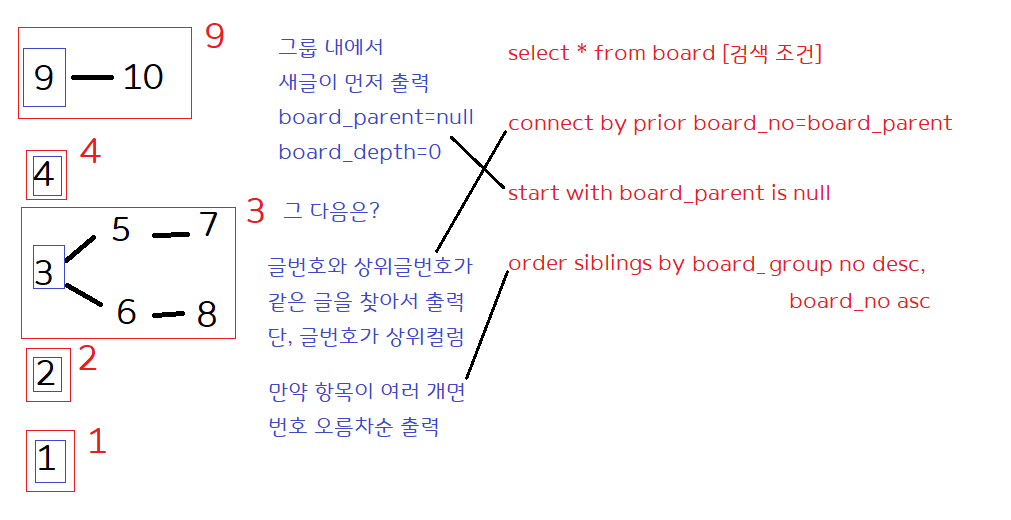 9
9 10
4
4
3
5 7
3
6 8
2
2
1
1
그룹 내에서
새글이 먼저 출력
board_parent=null
board_depth=0
그 다음은?
글번호와 상위글번호가
같은 글을 찾아서 출력
단, 글번호가 상위컬럼
만약 항목이 여러 개면
번호 오름차순 출력
select * from board [검색 조건]
connect by prior board_no=board_parent
start with board_parent is null
order siblings by board_group no desc,
board_no asc